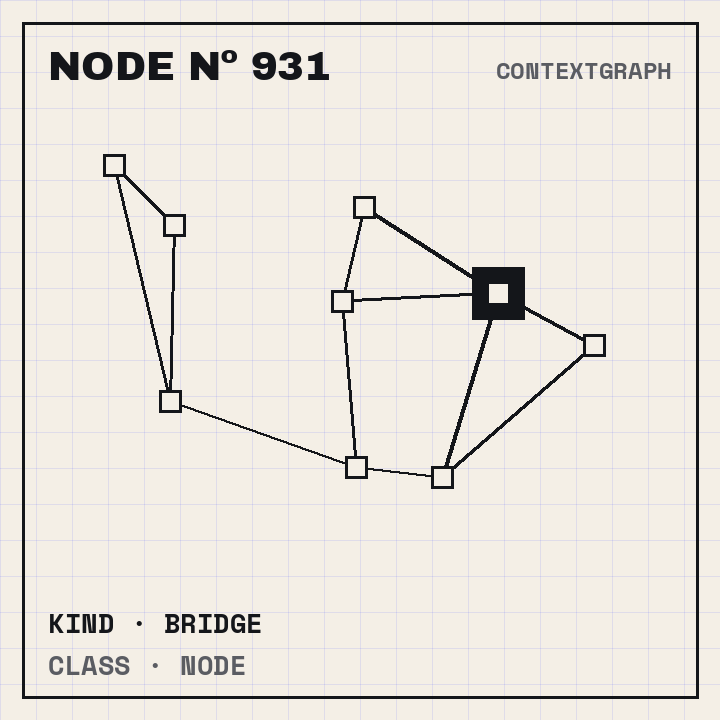 NODE Nº 931
CONTEXTGRAPH
KIND · BRIDGE
CLASS · NODE